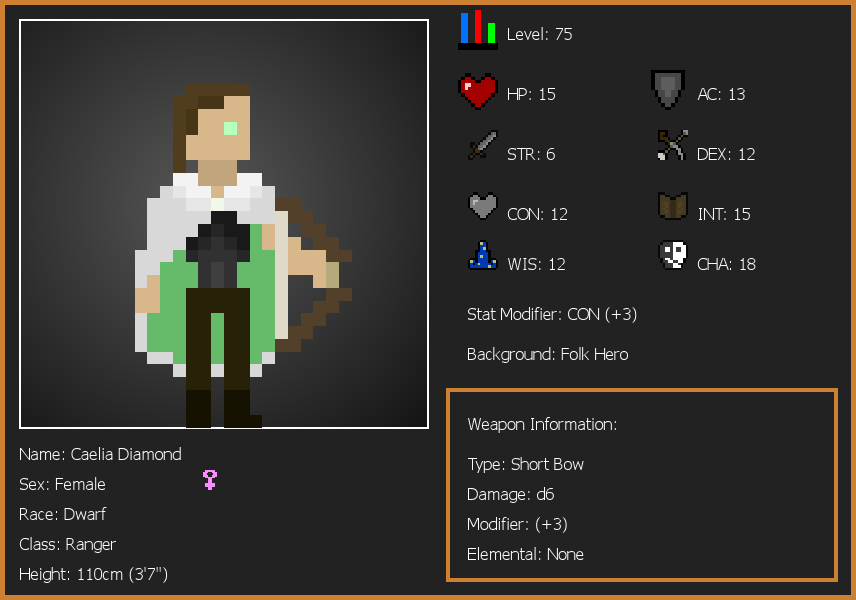 Level: 75
HP: 15
AC: 13
STR: 6
DEX: 12
CON: 12
INT: 15
WIS: 12
CHA: 18
Stat Modifier: CON (+3)
Background: Folk Hero
Weapon Information:
Type: Short Bow
Damage: d6
Modifier: (+3)
Elemental: None
Name: Caelia Diamond
Sex: Female
Race: Dwarf
Class: Ranger
Height: 110cm (3'7")